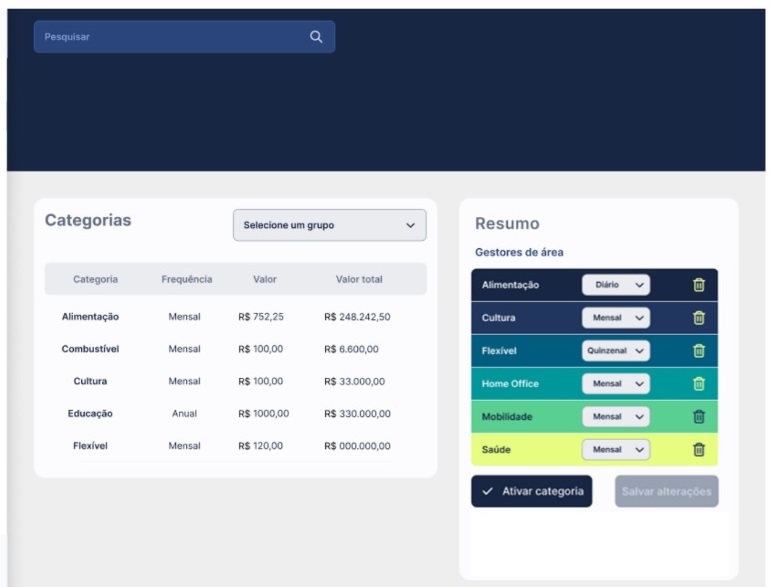 Pesquisar
Categorias
Selecione um grupo
Categoria Frequência Valor Valor total
Alimentação Mensal R$ 752,25 R$ 248.242,50
Combustível Mensal R$ 100,00 R$ 6.600,00
Cultura Mensal R$ 100,00 R$ 33.000,00
Educação Anual R$ 1000,00 R$ 330.000,00
Flexível Mensal R$ 120,00 R$ 000.000,00
Resumo
Gestores de área
Alimentação Diário
Cultura Mensal
Flexível Quinzenal
Home Office Mensal
Mobilidade Mensal
Saúde Mensal
Ativar categoria
Salvar alterações